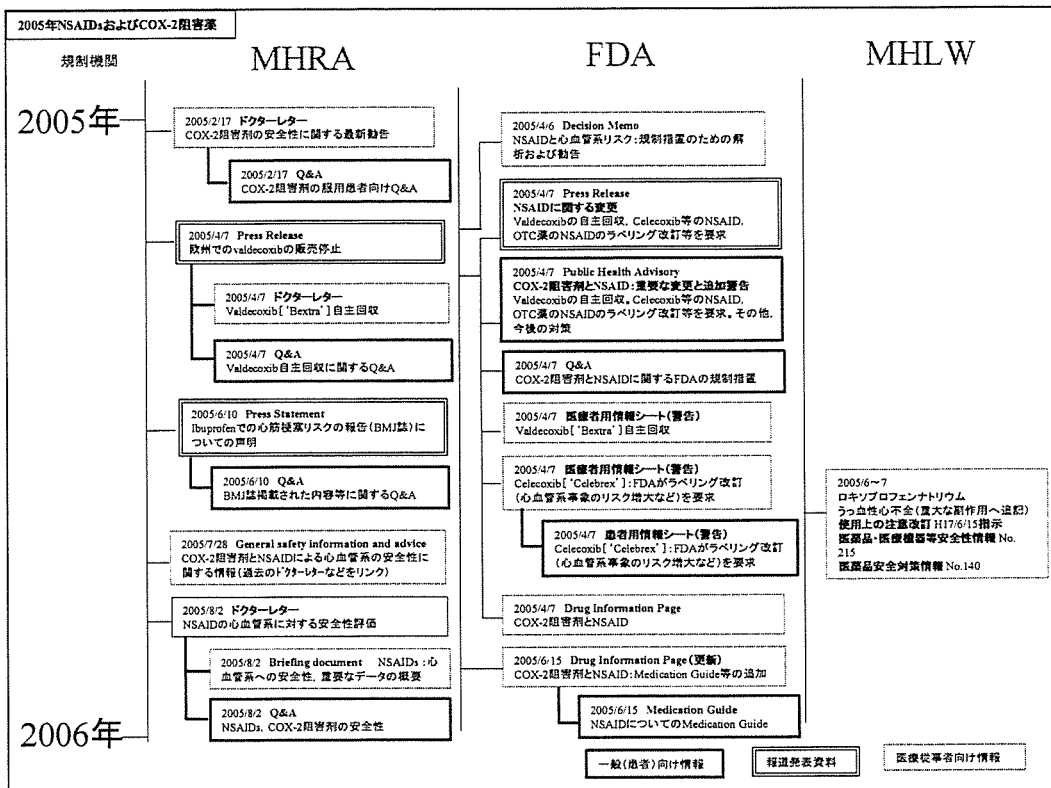 2005年NSAIDsおよびCOX-2阻害薬
規制機関
MHRA
FDA
MHLW
2005年
2005/2/17 ドクターレター
COX-2阻害剤の安全性に関する最新勧告
2005/2/17 Q&A
COX-2阻害剤の服用患者向けQ&A
2005/4/7 Press Release
欧州でのvaldecoxibの販売停止
2005/4/7 ドクターレター
Valdecoxib[‘Bextra’]自主回収
2005/4/7 Q&A
Valdecoxib自主回収に関するQ&A
2005/6/10 Press Statement
Ibuprofenでの心筋梗塞リスクの報告(BMJ誌)に
ついての声明
2005/6/10 Q&A
BMJ誌掲載された内容等に関するQ&A
2005/7/28 General safety information and advice
COX-2阻害剤とNSAIDによる心血管系の安全性に
関する情報(過去のドクターレターなどをリンク)
2005/8/2 ドクターレター
NSAIDの心血管系に対する安全性評価
2005/8/2 Briefing document NSAIDs:心
血管系への安全性、重要なデータの概要
2005/8/2 Q&A
NSAIDs、COX-2阻害剤の安全性
2006年
2005/4/6 Decision Memo
NSAIDと心血管系リスク:規制措置のための解
析および勧告
2005/4/7 Press Release
NSAIDに関する変更
Valdecoxibの自主回収、Celecoxib等のNSAID、
OTC薬のNSAIDのラベリング改訂等を要求
2005/4/7 Public Health Advisory
COX-2阻害剤とNSAID:重要な変更と追加警告
Valdecoxibの自主回収。Celecoxib等のNSAID、
OTC薬のNSAIDのラベリング改訂等を要求。その他、
今後の対策
2005/4/7 Q&A
COX-2阻害剤とNSAIDに関するFDAの規制措置
2005/4/7 医療者用情報シート(警告)
Valdecoxib[‘Bextra’]自主回収
2005/4/7 医療者用情報シート(警告)
Celecoxib[‘Celebrex’]:FDAがラベリング改訂
(心血管系事象のリスク増大など)を要求
2005/4/7 患者用情報シート(警告)
Celecoxib[‘Celebrex’]:FDAがラベリング改訂
(心血管系事象のリスク増大など)を要求
2005/4/7 Drug Information Page
COX-2阻害剤とNSAID
2005/6/15 Drug Information Page(更新)
COX-2阻害剤とNSAID:Medication Guide等の追加
2005/6/15 Medication Guide
NSAIDについてのMedication Guide
2005/6~7
ロキソプロフェンナトリウム
うっ血性心不全(重大な副作用へ追記)
使用上の注意改訂 H17/6/15指示
医薬品・医療機器等安全性情報 No.
215
医薬品安全対策情報 No.140
一般(患者)向け情報
報道発表資料
医療従事者向け情報